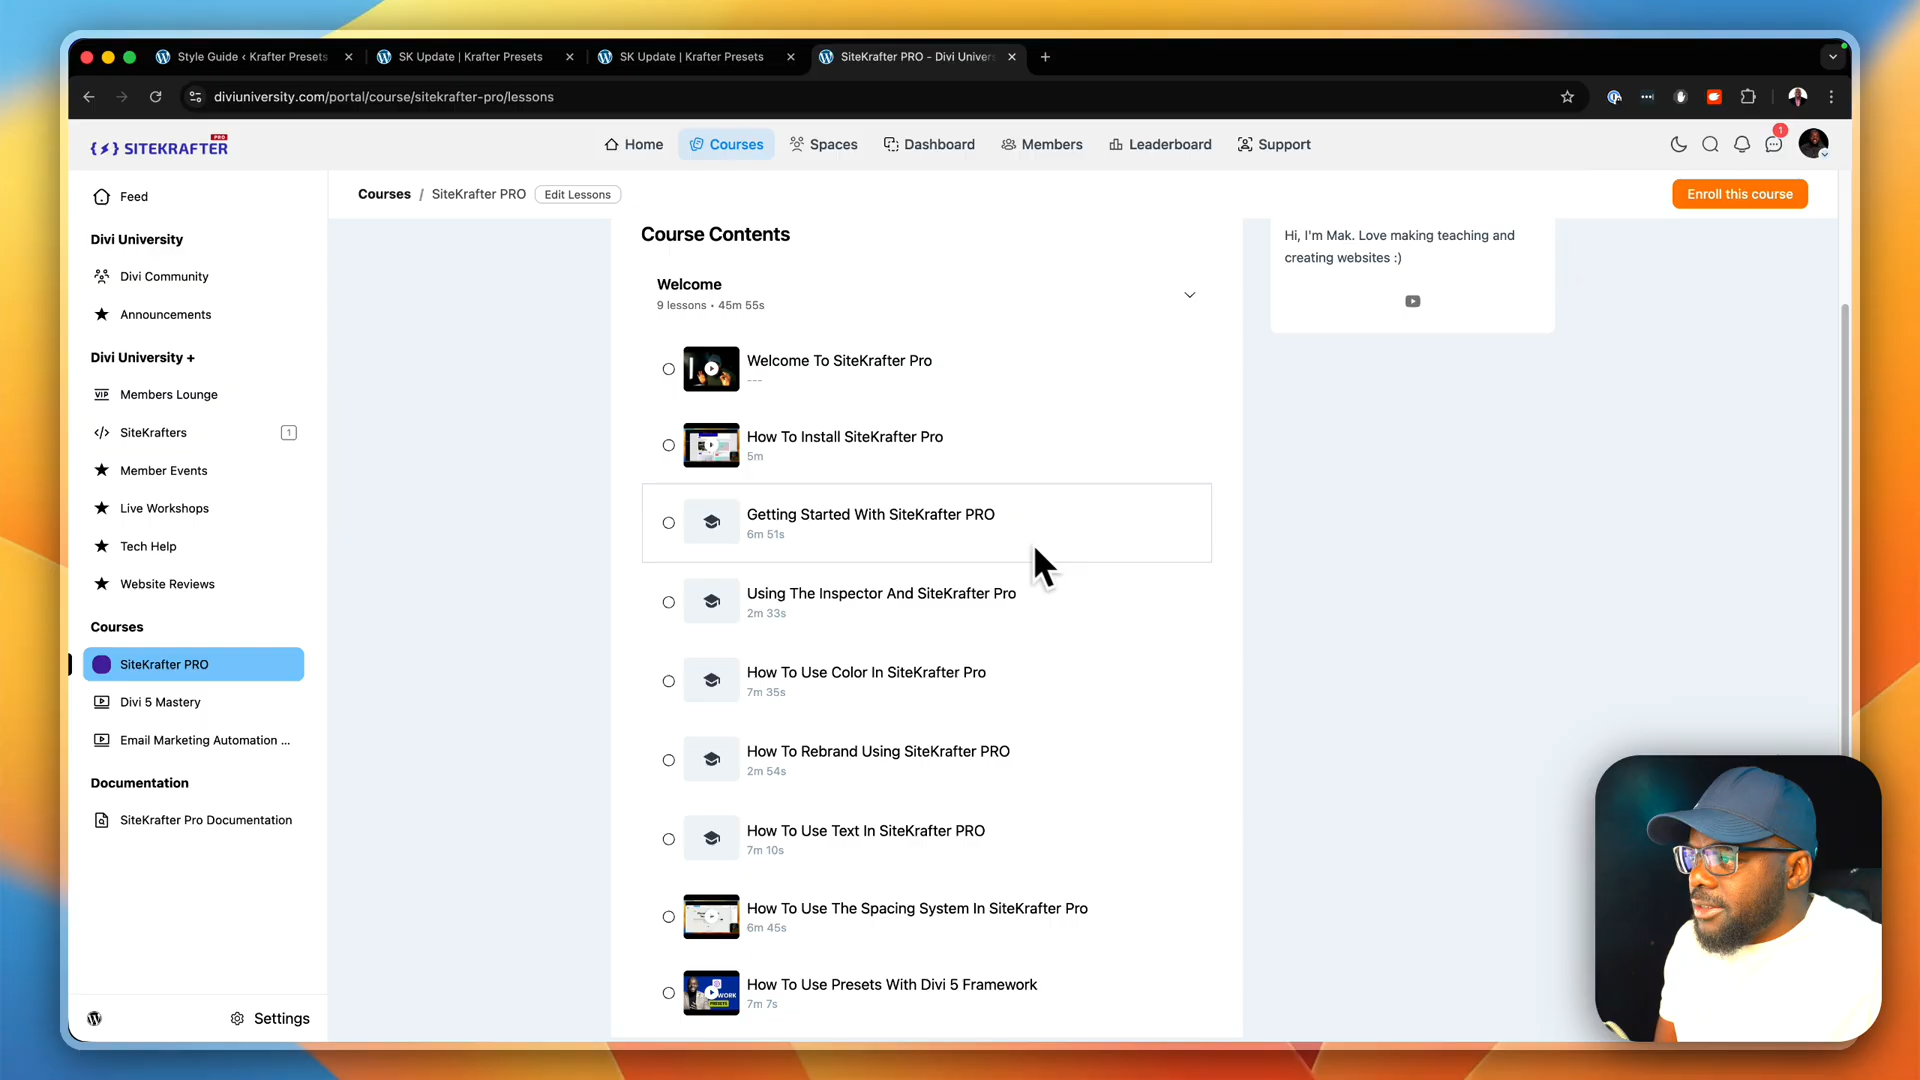 Style Guide ‹ Krafter Presets
SK Update | Krafter Presets
SK Update | Krafter Presets
SiteKrafter PRO - Divi Univer
diviuniversity.com/portal/course/sitekrafter-pro/lessons
SITEKRAFTER
PRO
Home
Courses
Spaces
Dashboard
Members
Leaderboard
Support
1
Courses / SiteKrafter PRO
Edit Lessons
Enroll this course
Feed
Divi University
Divi Community
Announcements
Divi University +
VIP
Members Lounge
SiteKrafters
1
Member Events
Live Workshops
Tech Help
Website Reviews
Courses
SiteKrafter PRO
Divi 5 Mastery
Email Marketing Automation ...
Documentation
SiteKrafter Pro Documentation
Settings
Course Contents
Welcome
9 lessons • 45m 55s
Welcome To SiteKrafter Pro
---
How To Install SiteKrafter Pro
5m
Getting Started With SiteKrafter PRO
6m 51s
Using The Inspector And SiteKrafter Pro
2m 33s
How To Use Color In SiteKrafter Pro
7m 35s
How To Rebrand Using SiteKrafter PRO
2m 54s
How To Use Text In SiteKrafter PRO
7m 10s
How To Use The Spacing System In SiteKrafter Pro
6m 45s
How To Use Presets With Divi 5 Framework
7m 7s
Hi, I'm Mak. Love making teaching and
creating websites :)